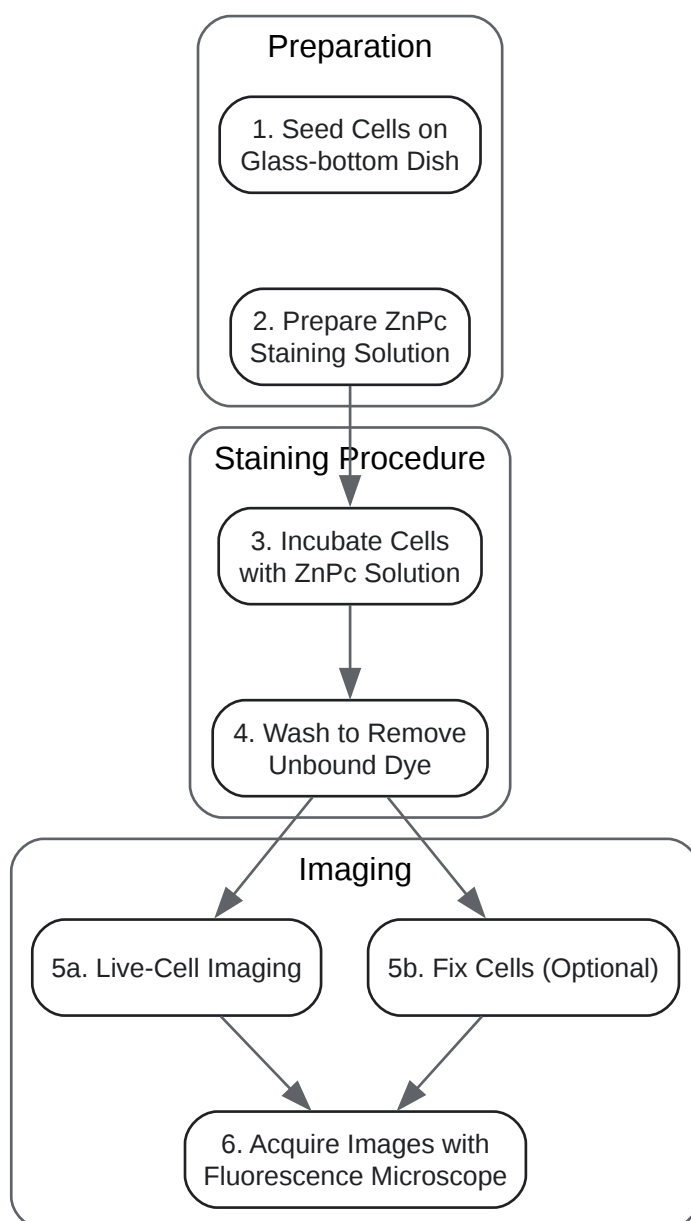 Preparation
1. Seed Cells on
Glass-bottom Dish
2. Prepare ZnPc
Staining Solution
Staining Procedure
3. Incubate Cells
with ZnPc Solution
4. Wash to Remove
Unbound Dye
Imaging
5a. Live-Cell Imaging
5b. Fix Cells (Optional)
6. Acquire Images with
Fluorescence Microscope